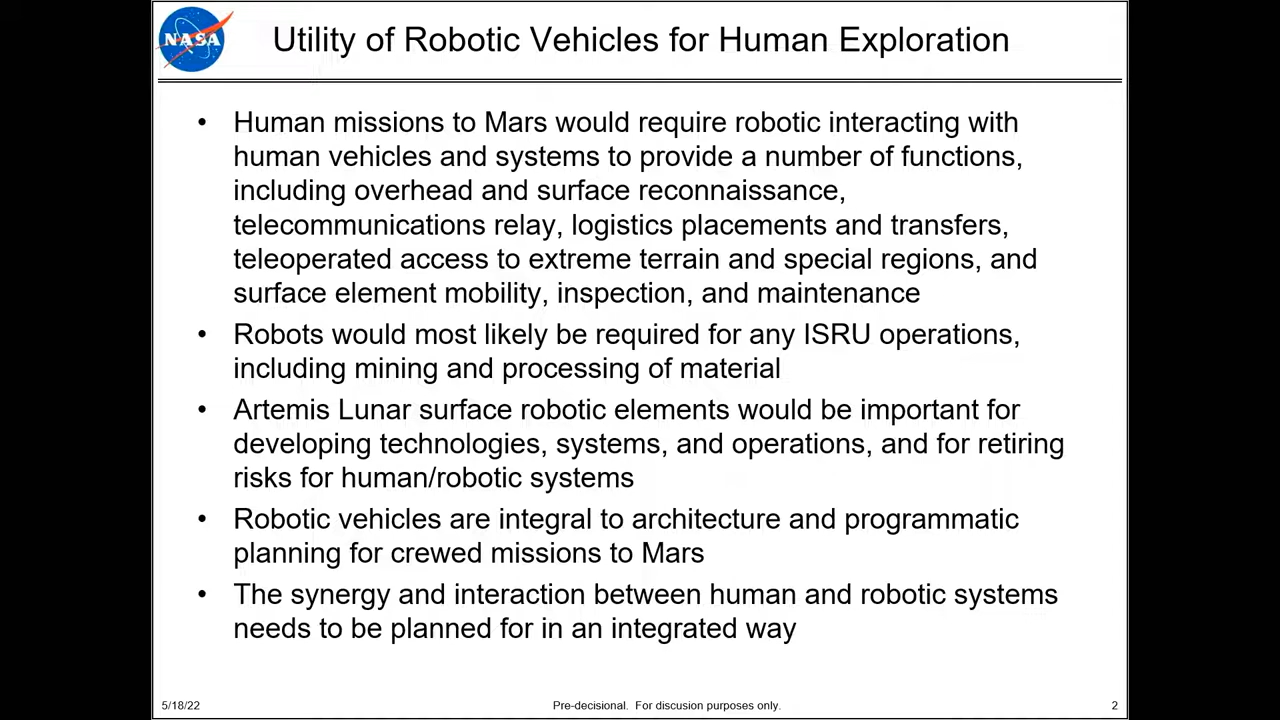 NASA
Utility of Robotic Vehicles for Human Exploration
• Human missions to Mars would require robotic interacting with
human vehicles and systems to provide a number of functions,
including overhead and surface reconnaissance,
telecommunications relay, logistics placements and transfers,
teleoperated access to extreme terrain and special regions, and
surface element mobility, inspection, and maintenance
• Robots would most likely be required for any ISRU operations,
including mining and processing of material
• Artemis Lunar surface robotic elements would be important for
developing technologies, systems, and operations, and for retiring
risks for human/robotic systems
• Robotic vehicles are integral to architecture and programmatic
planning for crewed missions to Mars
• The synergy and interaction between human and robotic systems
needs to be planned for in an integrated way
5/18/22
Pre-decisional. For discusion purposes only.
2